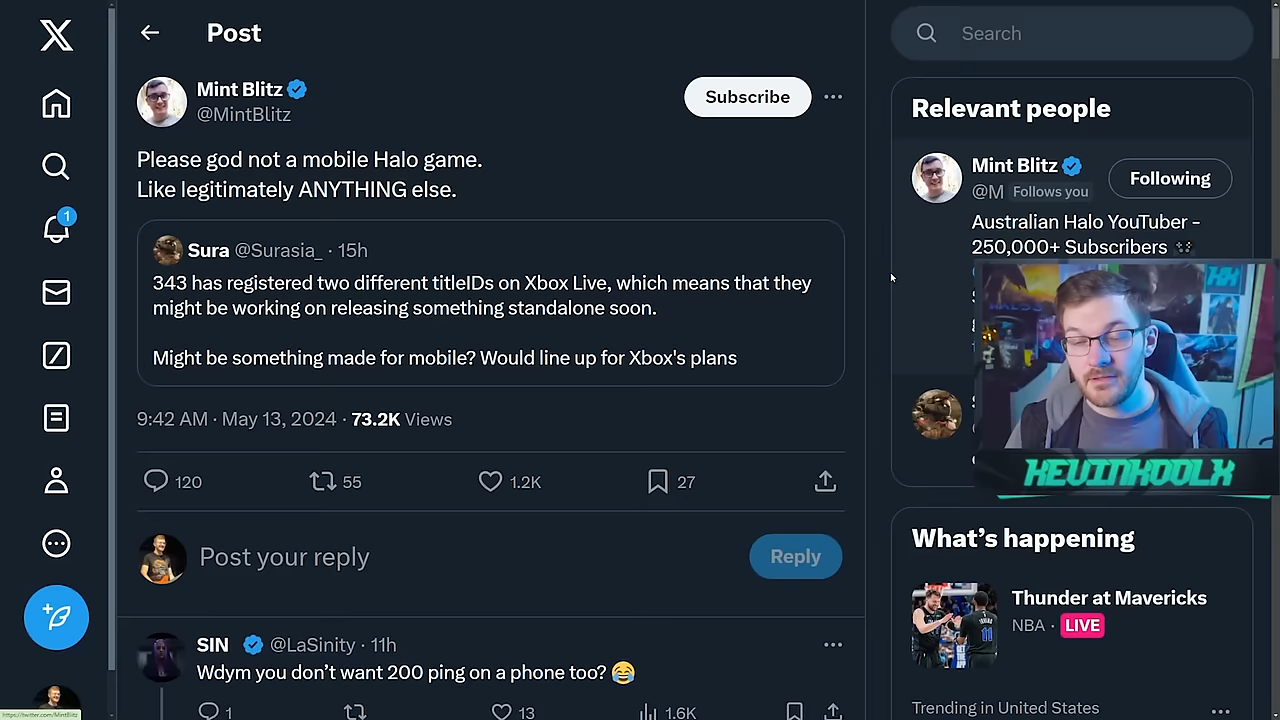 Post
Search
Mint Blitz
@MintBlitz
Subscribe
Please god not a mobile Halo game.
Like legitimately ANYTHING else.
Sura @Surasia_ · 15h
343 has registered two different titleIDs on Xbox Live, which means that they
might be working on releasing something standalone soon.
Might be something made for mobile? Would line up for Xbox's plans
9:42 AM · May 13, 2024 · 73.2K Views
120
55
1.2K
27
Post your reply
Reply
SIN @LaSinity · 11h
Wdym you don’t want 200 ping on a phone too? 😂
1
13
1.6K
1
Relevant people
Mint Blitz
@M Follows you
Following
Australian Halo YouTuber -
250,000+ Subscribers
KEVINKOOLX
What’s happening
Thunder at Mavericks
NBA · LIVE
Trending in United States
https://twitter.com/MintBlitz